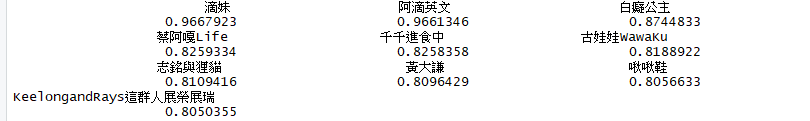 滴妹 阿滴英文 白癡公主
0.9667923 0.9661346 0.8744833
蔡阿嘎Life 千千進食中 古娃娃WawaKu
0.8259334 0.8258358 0.8188922
志銘與狸貓 黃大謙 啾啾鞋
0.8109416 0.8096429 0.8056633
KeelongandRays這群人展榮展瑞
0.8050355